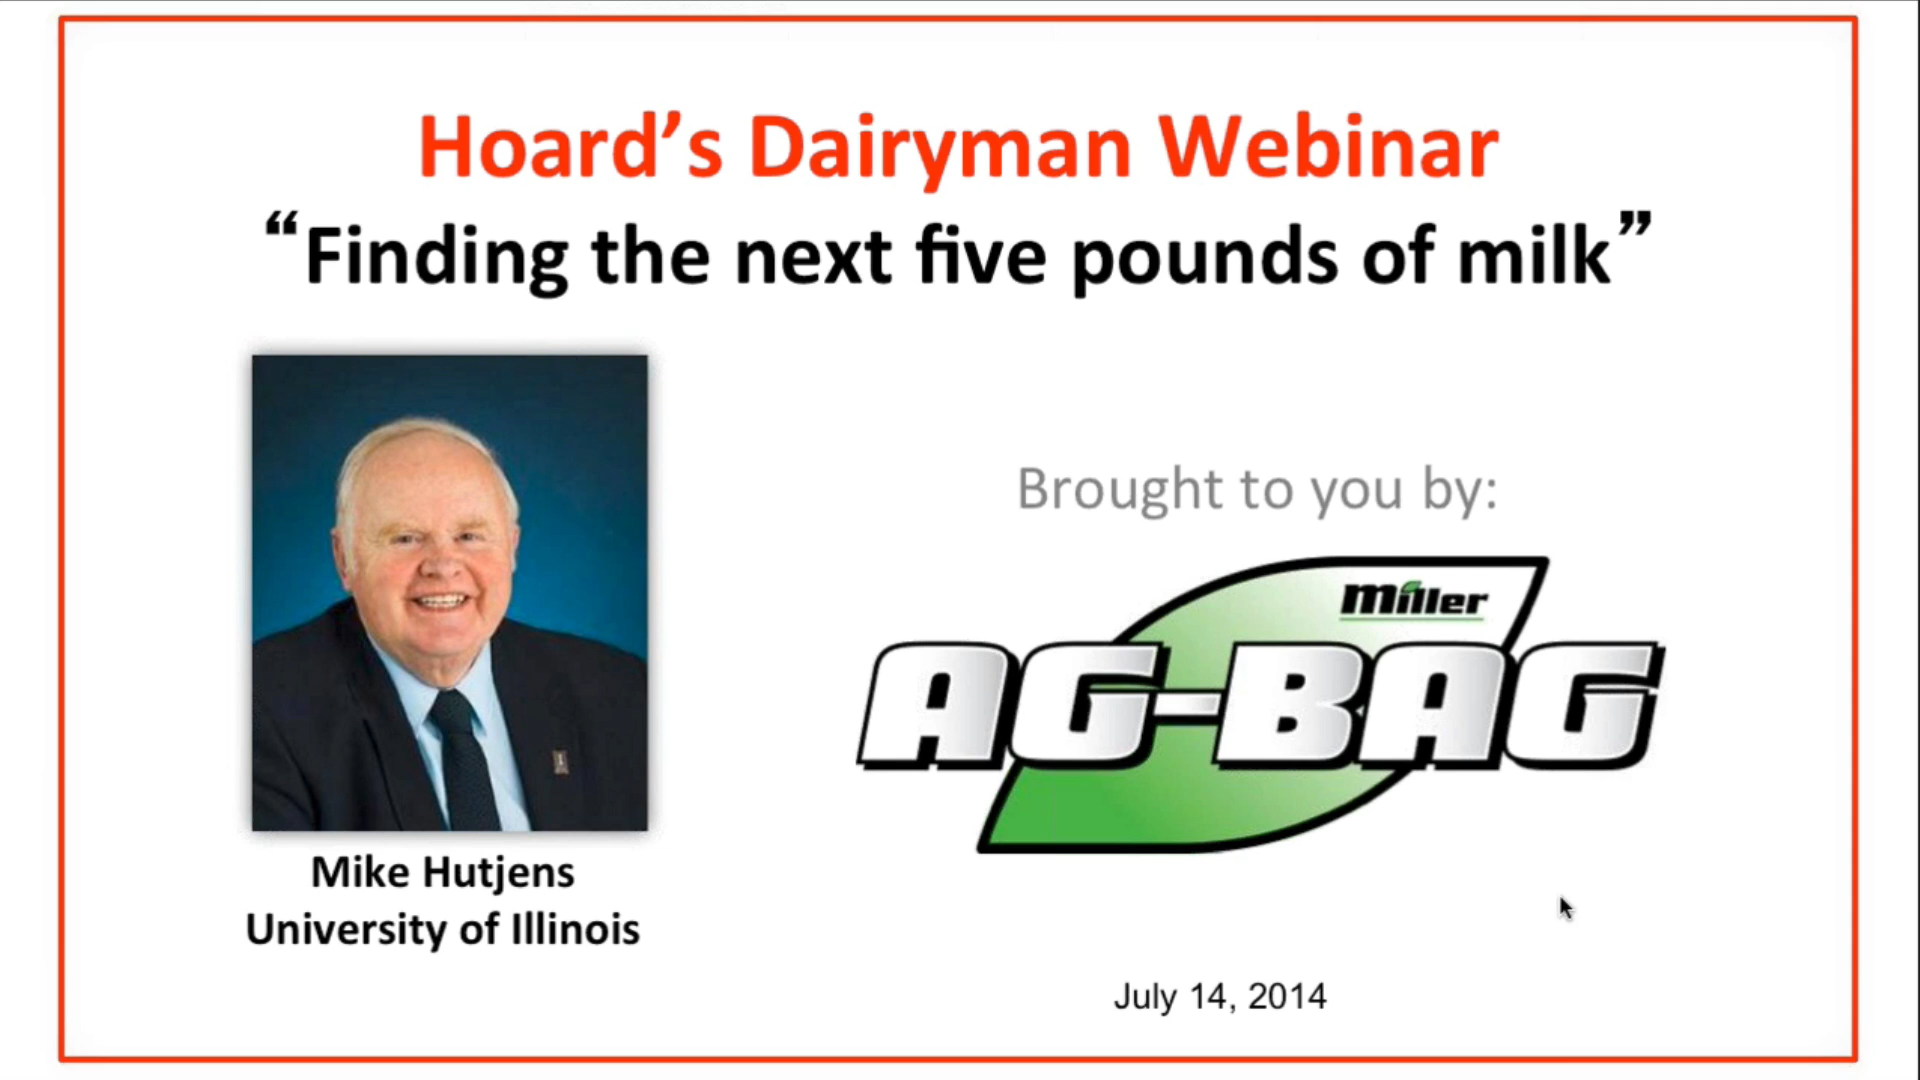 Hoard’s Dairyman Webinar
“Finding the next five pounds of milk”
Brought to you by:
Miller
AG-BAG
Mike Hutjens
University of Illinois
July 14, 2014